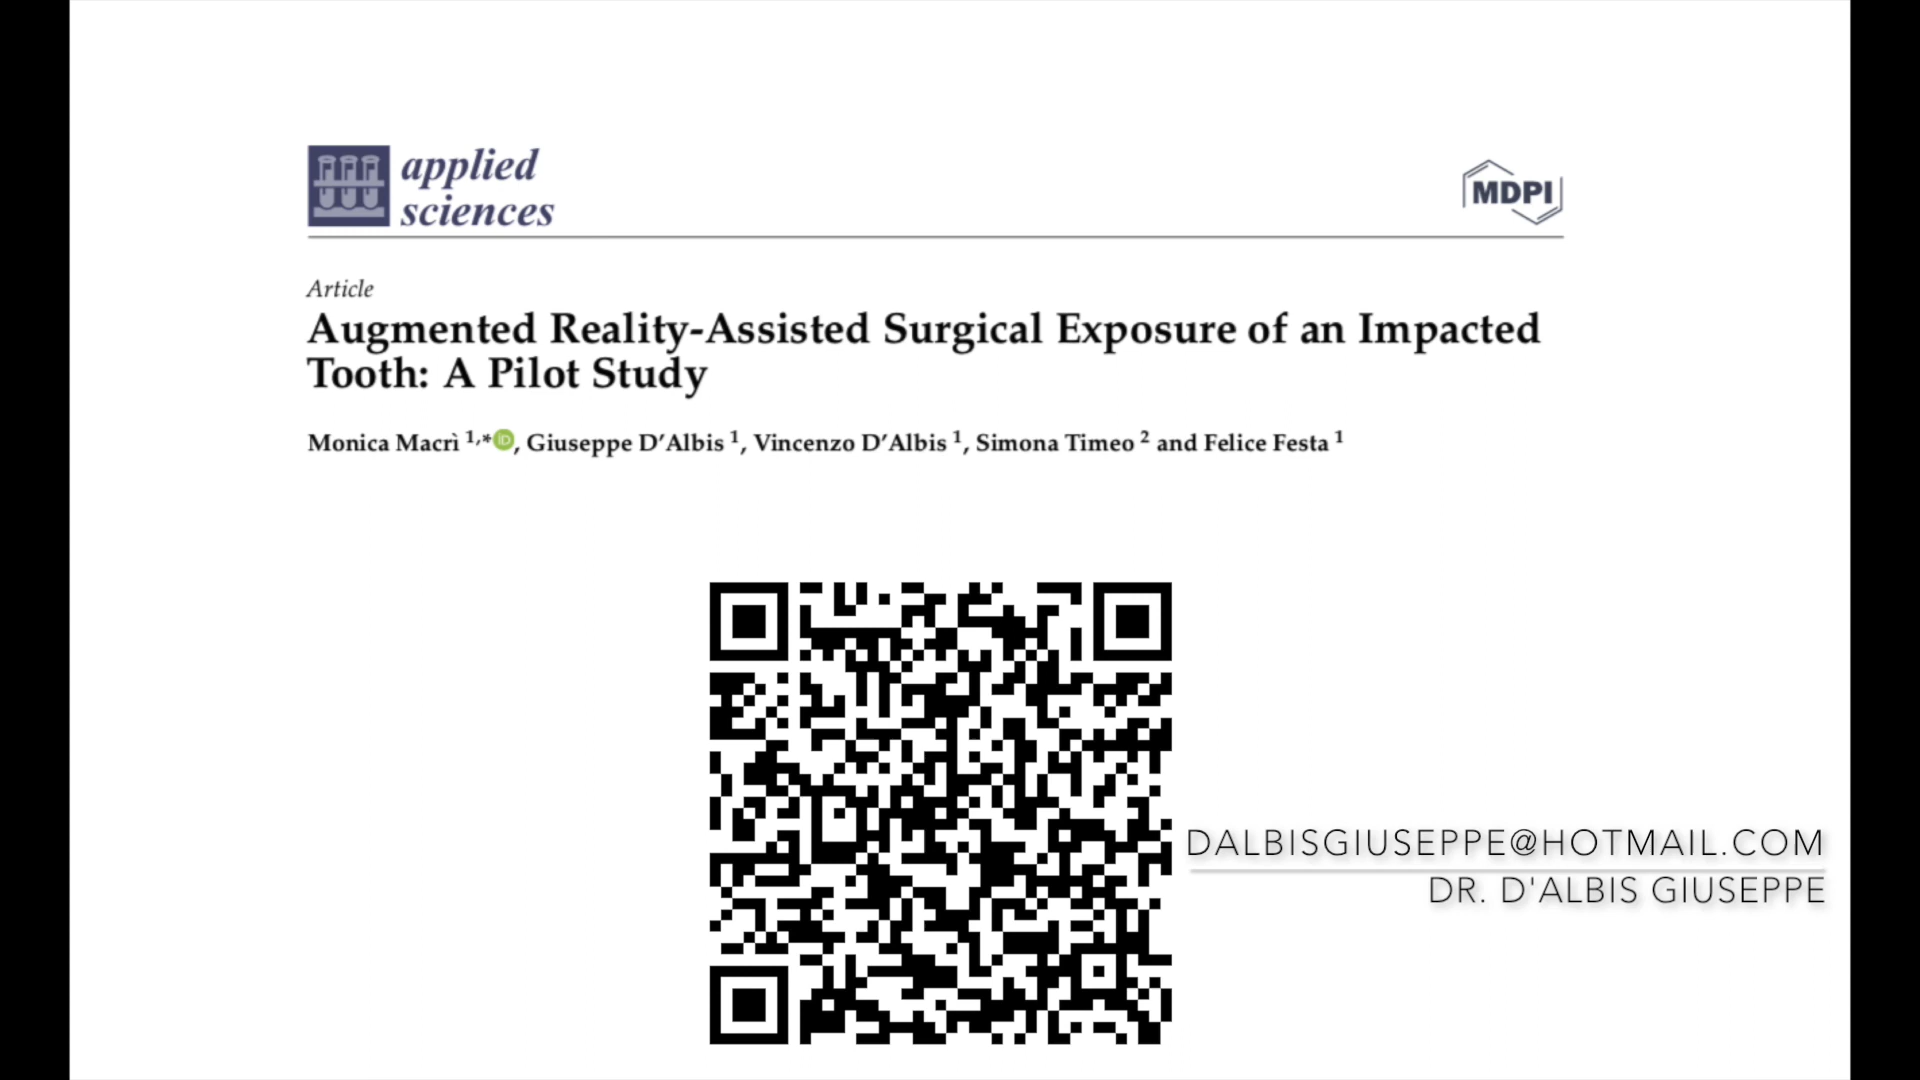 applied
sciences
MDPI
Article
Augmented Reality-Assisted Surgical Exposure of an Impacted
Tooth: A Pilot Study
Monica Macrì 1,* iD, Giuseppe D’Albis 1, Vincenzo D’Albis 1, Simona Timeo 2 and Felice Festa 1
DALBISGIUSEPPE@HOTMAIL.COM
DR. D'ALBIS GIUSEPPE